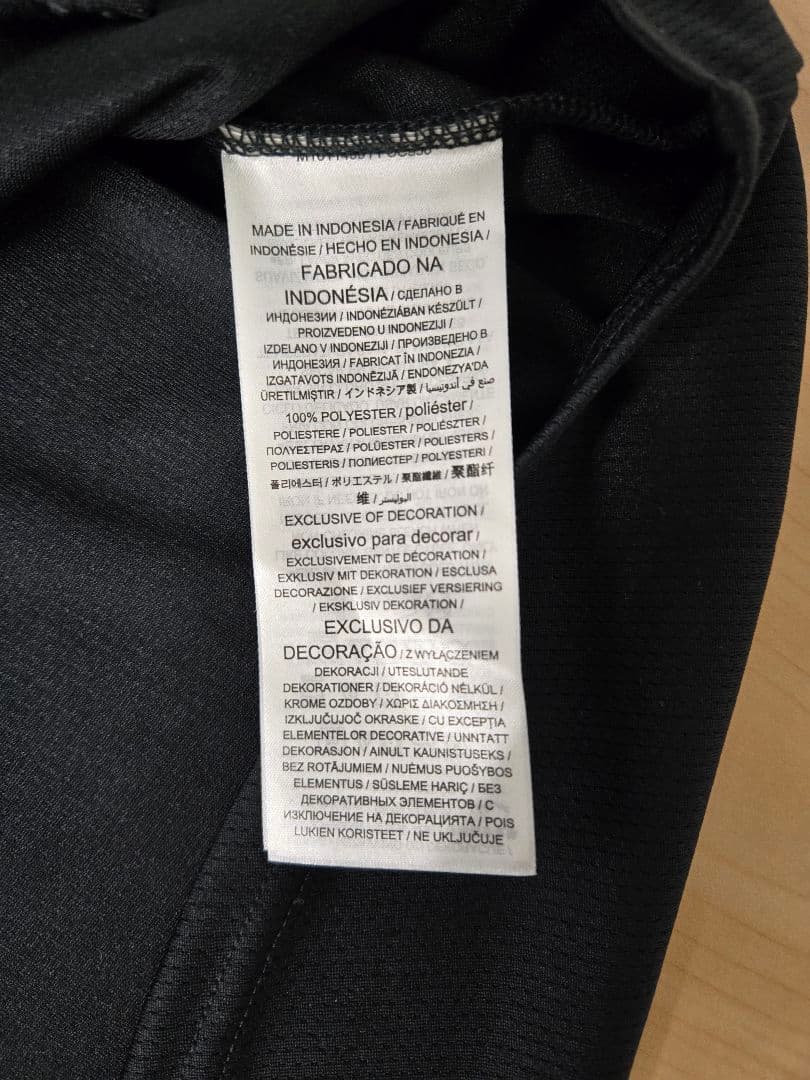 MADE IN INDONESIA / FABRIQUÉ EN
INDONÉSIE / HECHO EN INDONESIA /
FABRICADO NA
INDONÉSIA / СДЕЛАНО В
ИНДОНЕЗИИ / INDONÉZIÁBAN KÉSZÜLT /
PROIZVEDENO U INDONEZIJI /
IZDELANO V INDONEZIJI / ПРОИЗВЕДЕНО В
ИНДОНЕЗИЯ / FABRICAT ÎN INDONEZIA /
IZGATAVOTS INDONĒZIJĀ / ENDONEZYA'DA
ÜRETILMIŞTIR / インドネシア製 / صنع في أندونيسيا /
100% POLYESTER / poliéster /
POLIESTERE / POLIESTER / POLIÉSZTER /
ΠΟΛΥΕΣΤΕΡΑΣ / POLÜESTER / POLIESTERS /
POLIESTERIS / ПОЛИЕСТЕР / POLYESTERI /
폴리에스터 / ポリエステル / 聚酯纖維 / 聚酯纤
维 / البوليستر /
EXCLUSIVE OF DECORATION /
exclusivo para decorar /
EXCLUSIVEMENT DE DÉCORATION /
EXKLUSIV MIT DEKORATION / ESCLUSA
DECORAZIONE / EXCLUSIEF VERSIERING
/ EKSKLUSIV DEKORATION /
EXCLUSIVO DA
DECORAÇÃO / Z WYŁĄCZENIEM
DEKORACJI / UTESLUTANDE
DEKORATIONER / DEKORÁCIÓ NÉLKÜL /
KROME OZDOBY / ΧΩΡΙΣ ΔΙΑΚΟΣΜΗΣΗ /
IZKLJUČUJOČ OKRASKE / CU EXCEPŢIA
ELEMENTELOR DECORATIVE / UNNTATT
DEKORASJON / AINULT KAUNISTUSEKS /
BEZ ROTĀJUMIEM / NUĖMUS PUOŠYBOS
ELEMENTUS / SÜSLEME HARIÇ / БЕЗ
ДЕКОРАТИВНЫХ ЭЛЕМЕНТОВ / С
ИЗКЛЮЧЕНИЕ НА ДЕКОРАЦИЯТА / POIS
LUKIEN KORISTEET / NE UKLJUČUJE